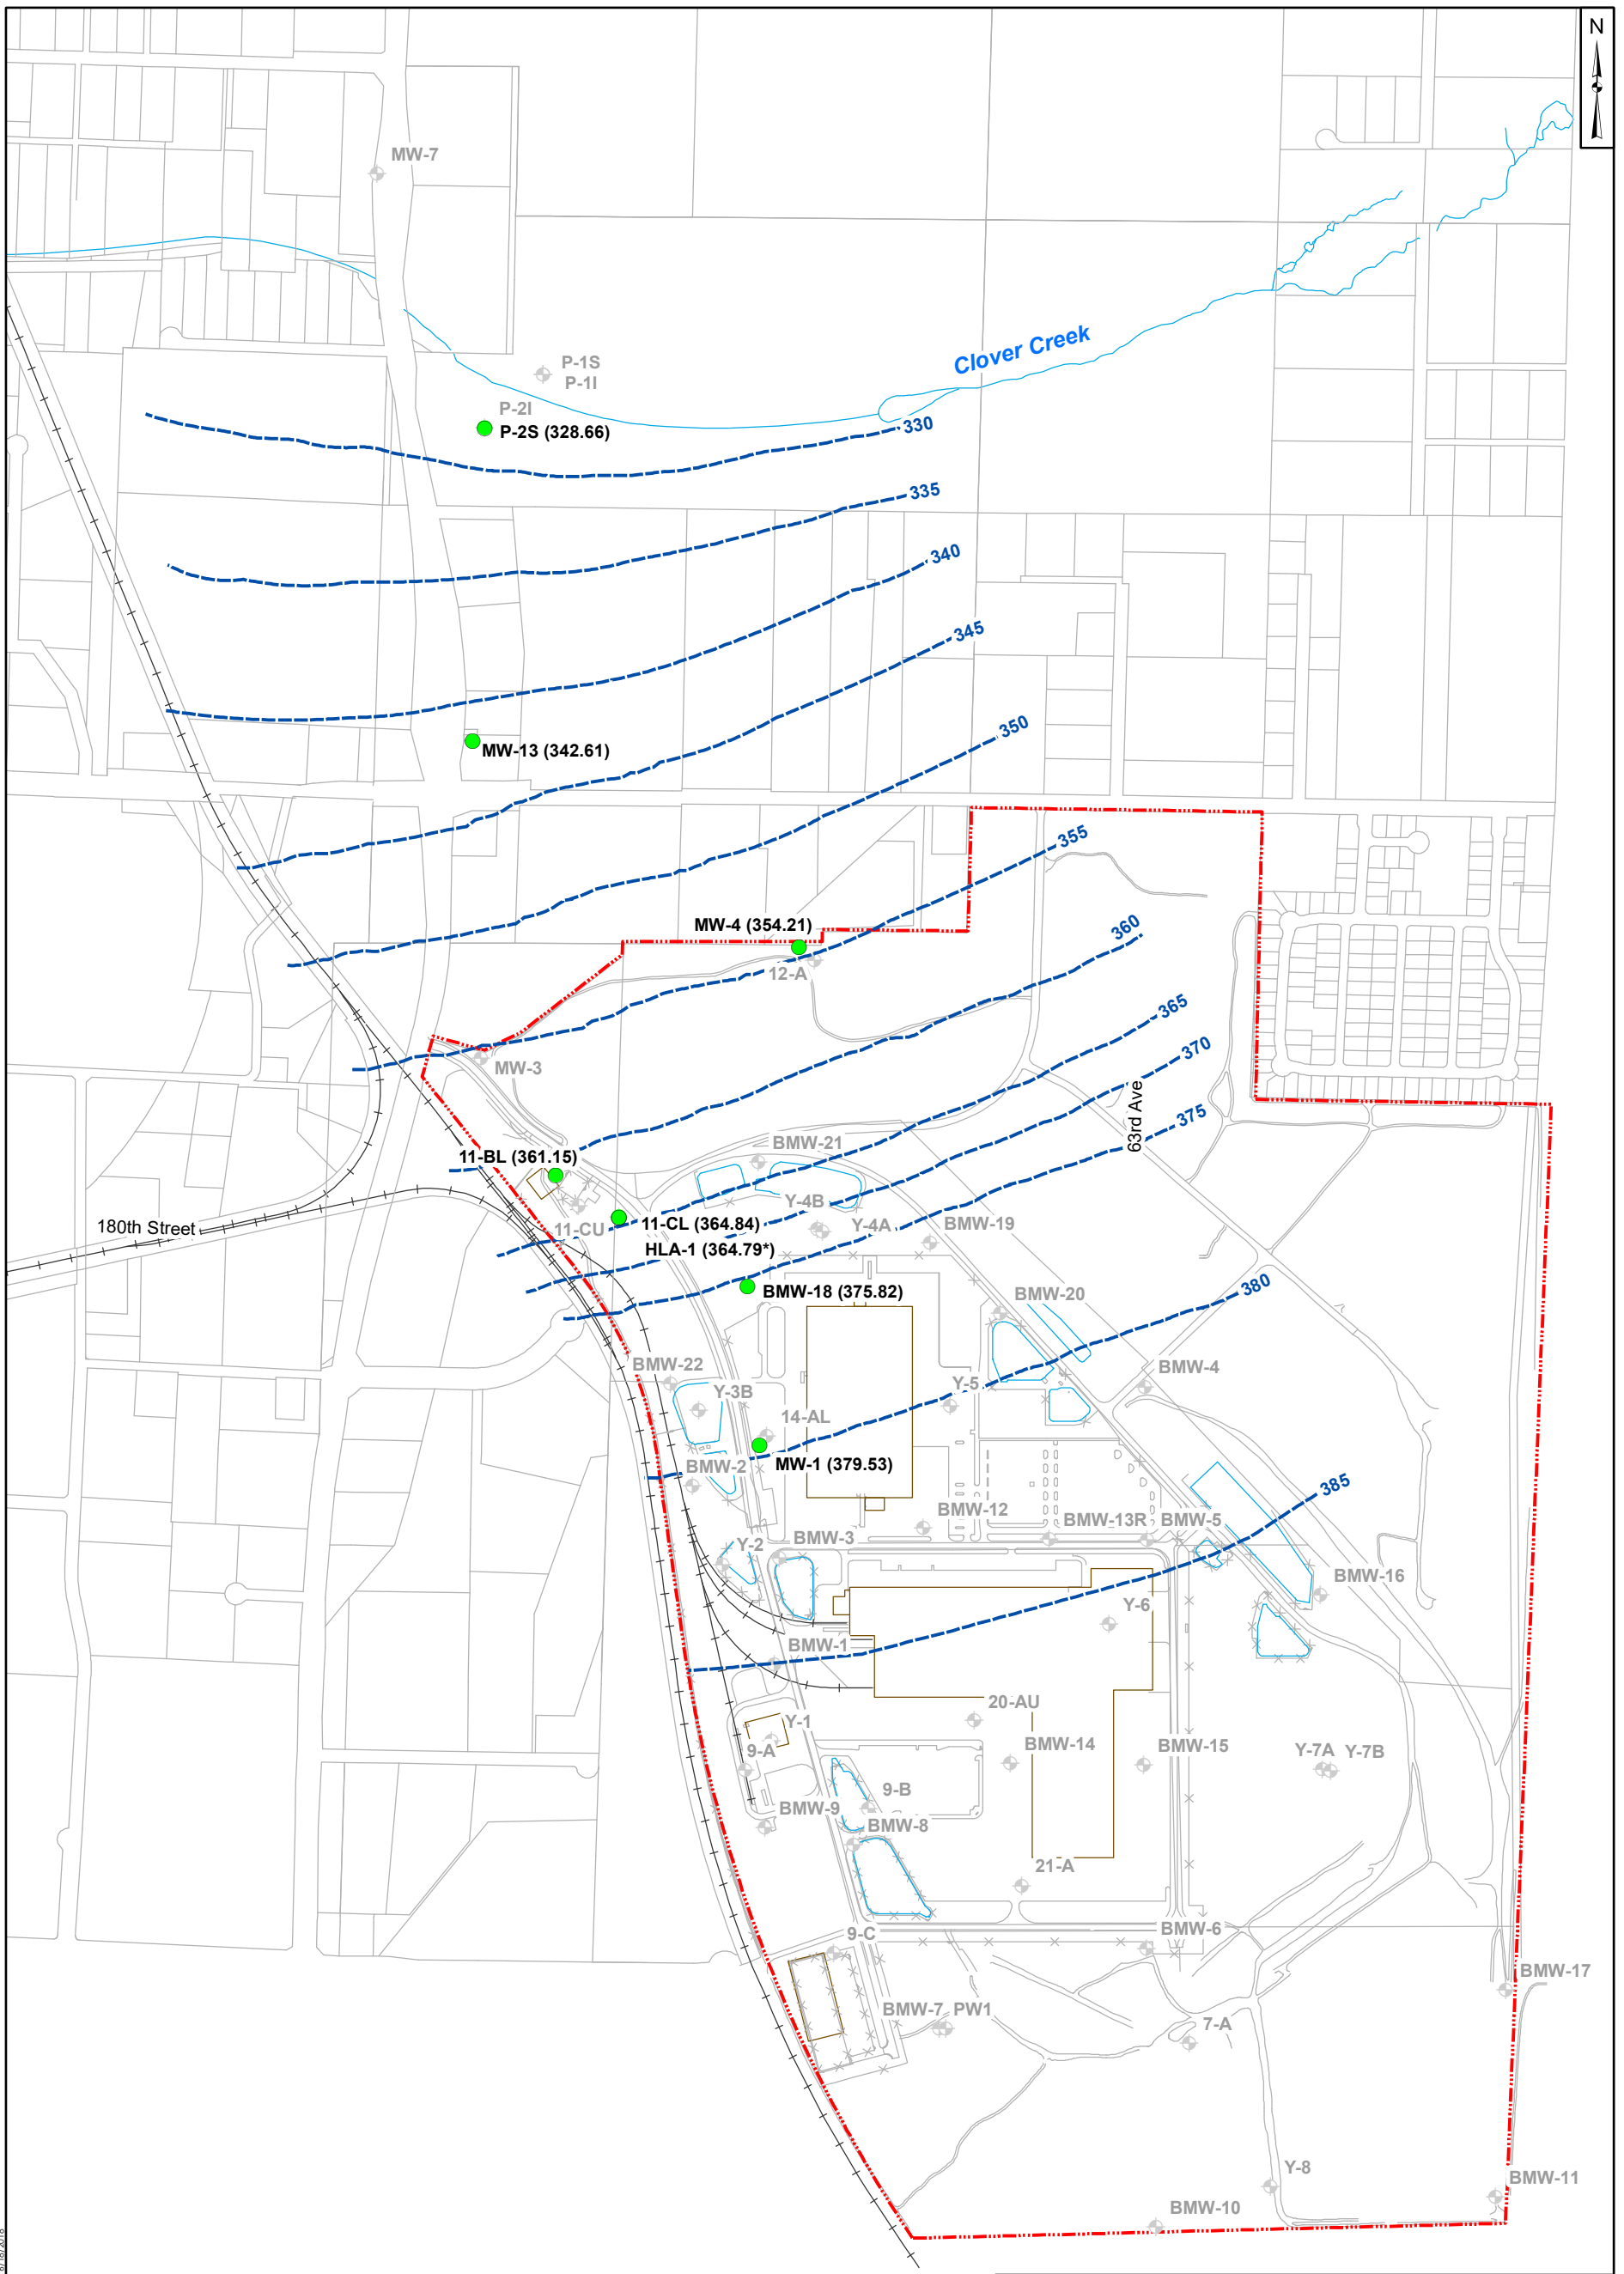 N
MW-7
Clover Creek
P-1S
P-1I
P-2I
P-2S (328.66)
330
335
340
345
350
MW-13 (342.61)
355
MW-4 (354.21)
360
12-A
365
MW-3
370
375
63rd Ave
BMW-21
11-BL (361.15)
Y-4B
180th Street
11-CU
11-CL (364.84)
Y-4A
BMW-19
HLA-1 (364.79*)
BMW-18 (375.82)
380
BMW-20
BMW-22
BMW-4
Y-5
Y-3B
14-AL
MW-1 (379.53)
BMW-2
385
BMW-12
BMW-13R
BMW-5
Y-2
BMW-3
BMW-16
Y-6
BMW-1
20-AU
Y-1
9-A
BMW-14
BMW-15
Y-7A
Y-7B
9-B
BMW-9
BMW-8
21-A
9-C
BMW-6
BMW-17
BMW-7
PW1
7-A
Y-8
BMW-11
BMW-10